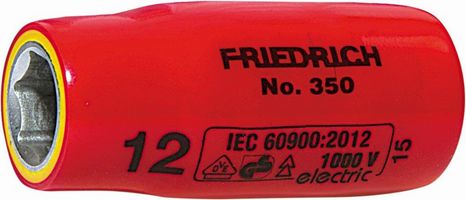 FRIEDRICH
No. 350
12
IEC 60900:2012
1000 V
electric
15